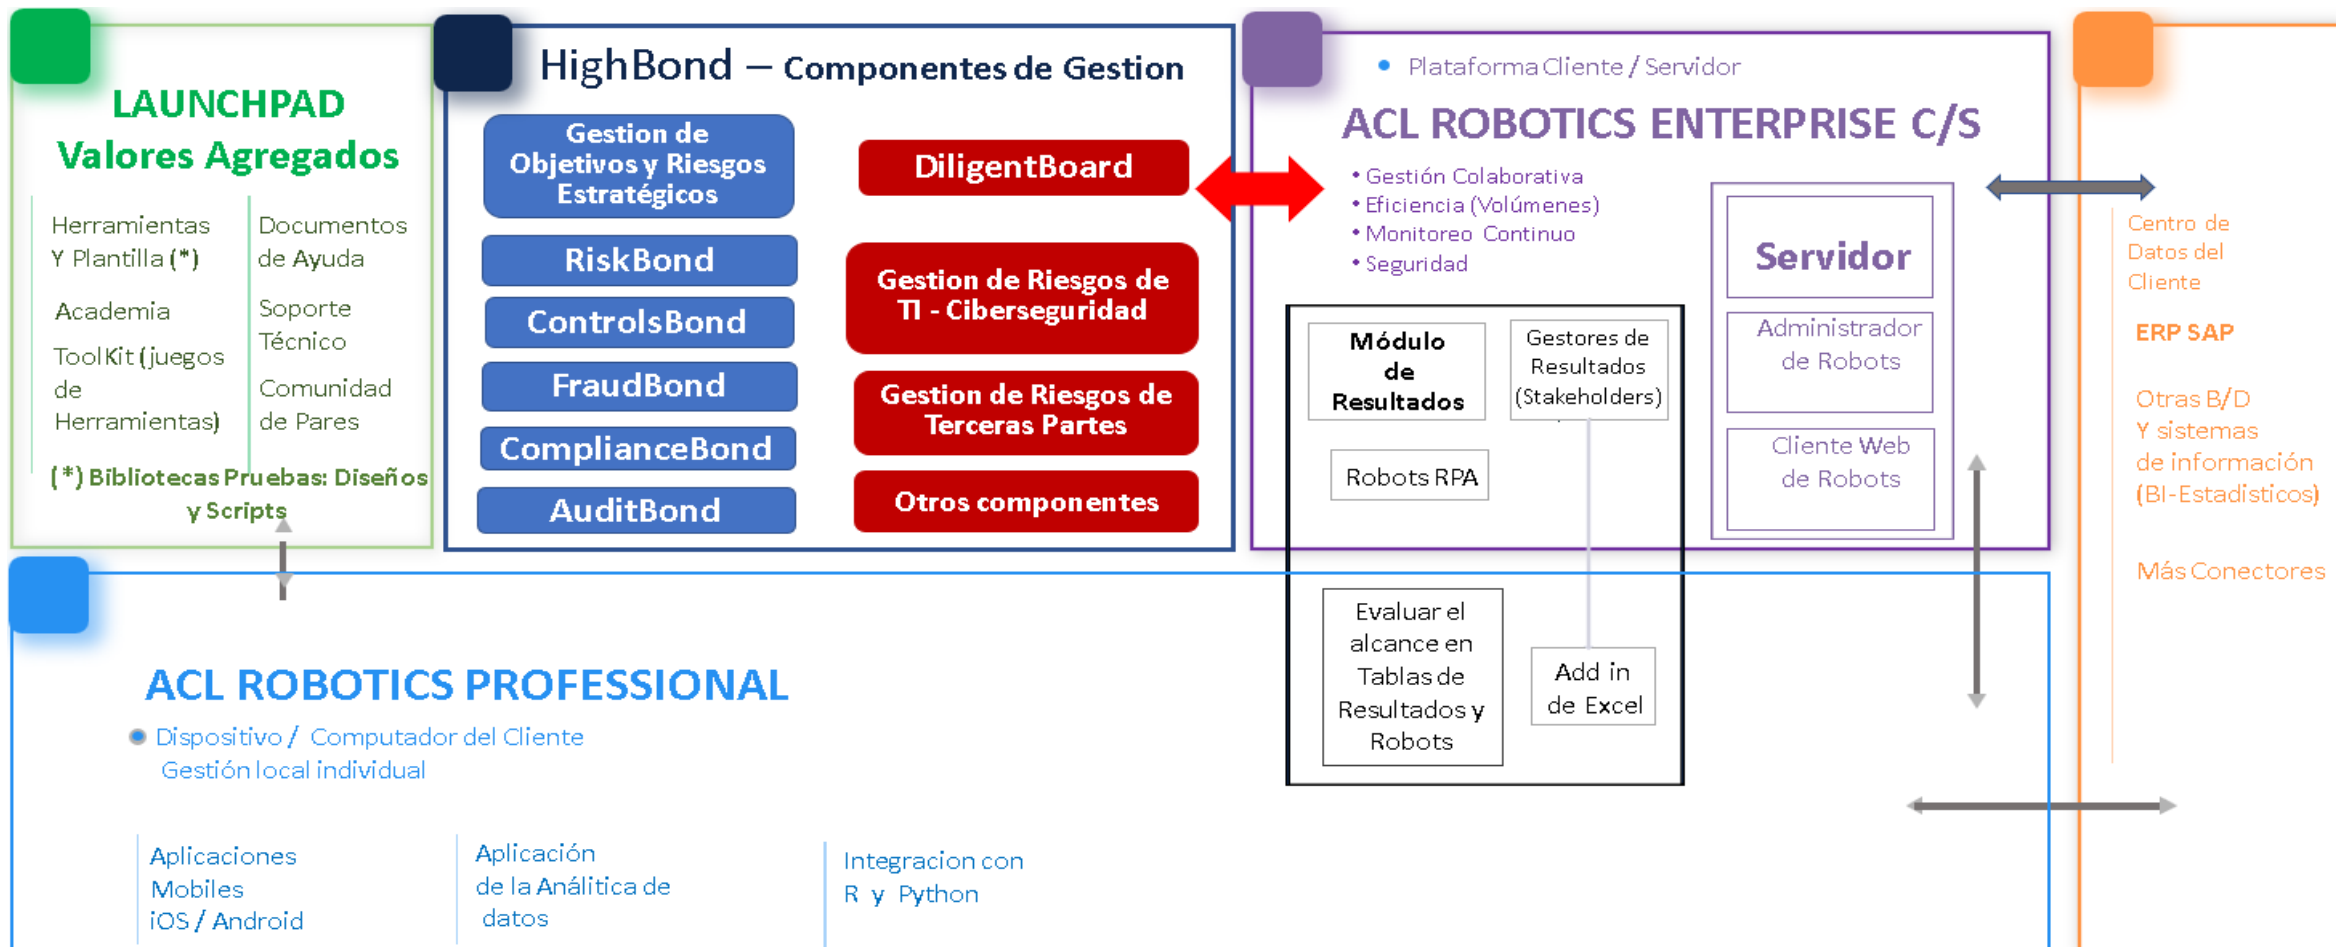 LAUNCHPAD
Valores Agregados
Herramientas
Y Plantilla (*)
Academia
ToolKit (juegos
de
Herramientas)
Documentos
de Ayuda
Soporte
Técnico
Comunidad
de Pares
(*) Bibliotecas Pruebas: Diseños
y Scripts
HighBond – Componentes de Gestion
Gestion de
Objetivos y Riesgos
Estratégicos
RiskBond
ControlsBond
FraudBond
ComplianceBond
AuditBond
DiligentBoard
Gestion de Riesgos de
TI - Ciberseguridad
Gestion de Riesgos de
Terceras Partes
Otros componentes
• Plataforma Cliente / Servidor
ACL ROBOTICS ENTERPRISE C/S
• Gestión Colaborativa
• Eficiencia (Volúmenes)
• Monitoreo Continuo
• Seguridad
Servidor
Administrador
de Robots
Cliente Web
de Robots
Módulo
de
Resultados
Gestores de
Resultados
(Stakeholders)
Robots RPA
Evaluar el
alcance en
Tablas de
Resultados y
Robots
Add in
de Excel
Centro de
Datos del
Cliente
ERP SAP
Otras B/D
Y sistemas
de información
(BI-Estadisticos)
Más Conectores
ACL ROBOTICS PROFESSIONAL
Dispositivo / Computador del Cliente
Gestión local individual
Aplicaciones
Mobiles
iOS / Android
Aplicación
de la Análitica de
datos
Integracion con
R y Python